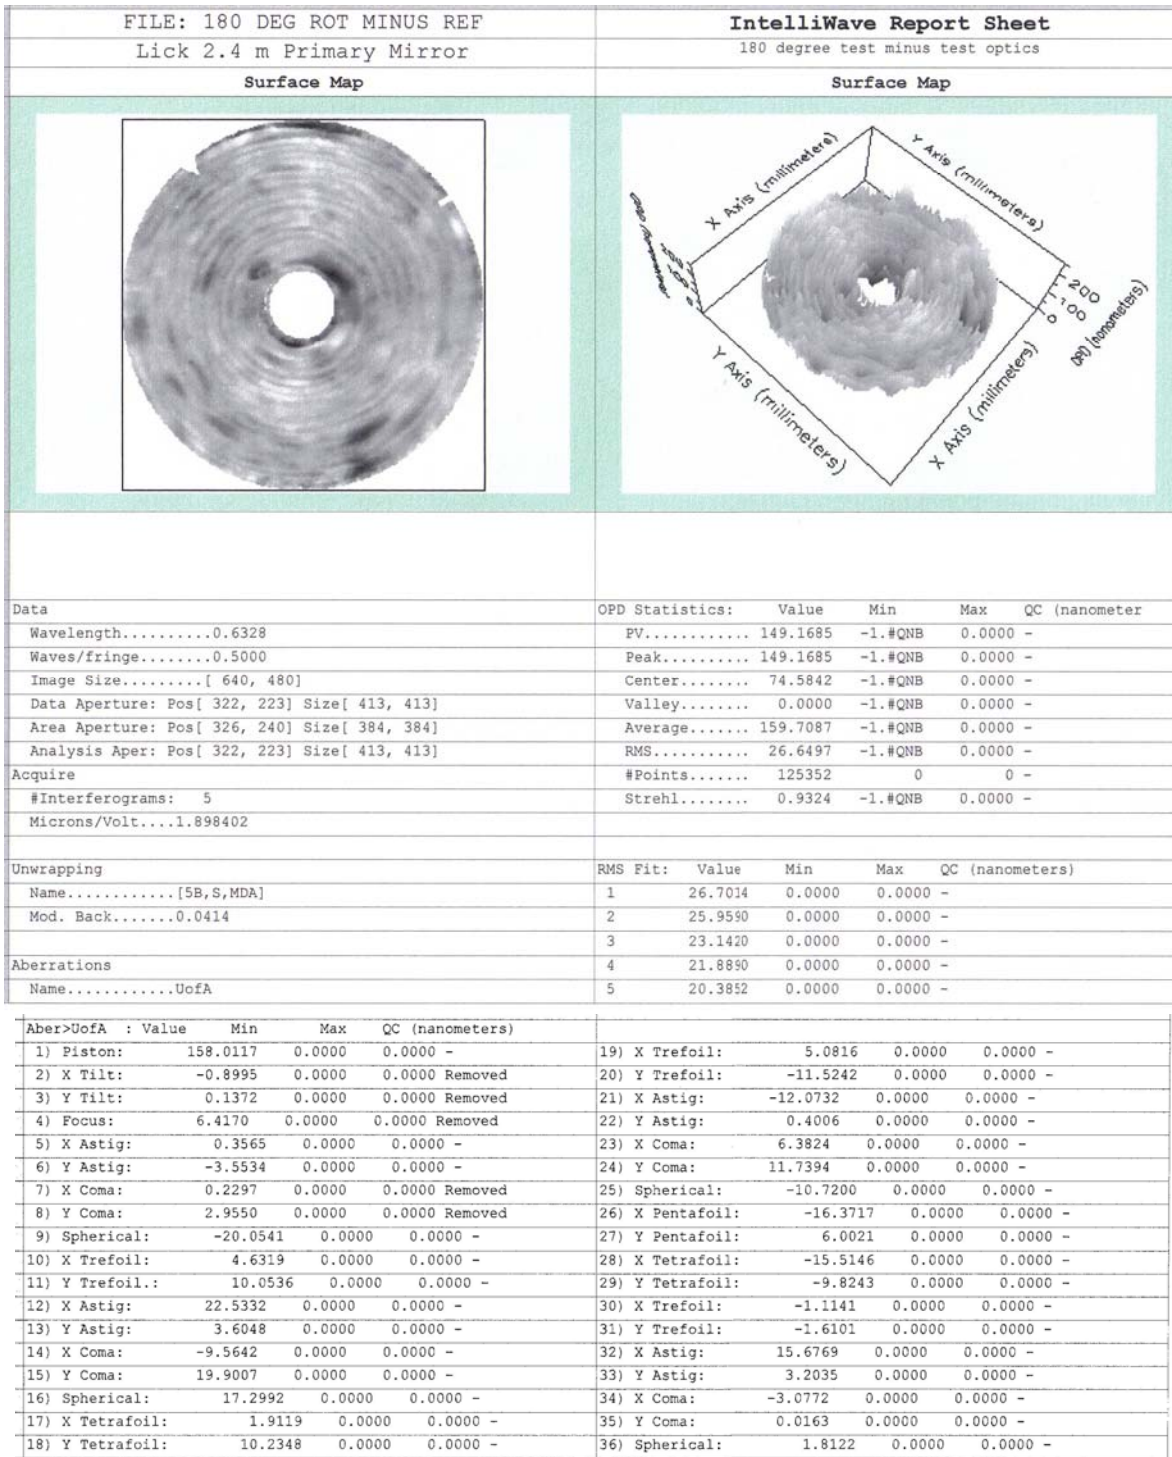 FILE: 180 DEG ROT MINUS REF
Lick 2.4 m Primary Mirror
Surface Map
IntelliWave Report Sheet
180 degree test minus test optics
Surface Map
X Axis (millimeters)
Y Axis (millimeters)
200
100
0
OPD (nanometers)
Y Axis (millimeters)
X Axis (millimeters)
Data
Wavelength..........0.6328
Waves/fringe........0.5000
Image Size.........[ 640, 480]
Data Aperture: Pos[ 322, 223] Size[ 413, 413]
Area Aperture: Pos[ 326, 240] Size[ 384, 384]
Analysis Aper: Pos[ 322, 223] Size[ 413, 413]
Acquire
#Interferograms: 5
Microns/Volt....1.898402
Unwrapping
Name............[5B,S,MDA]
Mod. Back.......0.0414
Aberrations
Name............UofA
OPD Statistics: Value Min Max QC (nanometer
PV............ 149.1685 -1.#QNB 0.0000 -
Peak.......... 149.1685 -1.#QNB 0.0000 -
Center........ 74.5842 -1.#QNB 0.0000 -
Valley........ 0.0000 -1.#QNB 0.0000 -
Average....... 159.7087 -1.#QNB 0.0000 -
RMS........... 26.6497 -1.#QNB 0.0000 -
#Points....... 125352 0 0 -
Strehl........ 0.9324 -1.#QNB 0.0000 -
RMS Fit: Value Min Max QC (nanometers)
1 26.7014 0.0000 0.0000 -
2 25.9590 0.0000 0.0000 -
3 23.1420 0.0000 0.0000 -
4 21.8890 0.0000 0.0000 -
5 20.3852 0.0000 0.0000 -
Aber>UofA : Value Min Max QC (nanometers)
1) Piston: 158.0117 0.0000 0.0000 -
2) X Tilt: -0.8995 0.0000 0.0000 Removed
3) Y Tilt: 0.1372 0.0000 0.0000 Removed
4) Focus: 6.4170 0.0000 0.0000 Removed
5) X Astig: 0.3565 0.0000 0.0000 -
6) Y Astig: -3.5534 0.0000 0.0000 -
7) X Coma: 0.2297 0.0000 0.0000 Removed
8) Y Coma: 2.9550 0.0000 0.0000 Removed
9) Spherical: -20.0541 0.0000 0.0000 -
10) X Trefoil: 4.6319 0.0000 0.0000 -
11) Y Trefoil.: 10.0536 0.0000 0.0000 -
12) X Astig: 22.5332 0.0000 0.0000 -
13) Y Astig: 3.6048 0.0000 0.0000 -
14) X Coma: -9.5642 0.0000 0.0000 -
15) Y Coma: 19.9007 0.0000 0.0000 -
16) Spherical: 17.2992 0.0000 0.0000 -
17) X Tetrafoil: 1.9119 0.0000 0.0000 -
18) Y Tetrafoil: 10.2348 0.0000 0.0000 -
19) X Trefoil: 5.0816 0.0000 0.0000 -
20) Y Trefoil: -11.5242 0.0000 0.0000 -
21) X Astig: -12.0732 0.0000 0.0000 -
22) Y Astig: 0.4006 0.0000 0.0000 -
23) X Coma: 6.3824 0.0000 0.0000 -
24) Y Coma: 11.7394 0.0000 0.0000 -
25) Spherical: -10.7200 0.0000 0.0000 -
26) X Pentafoil: -16.3717 0.0000 0.0000 -
27) Y Pentafoil: 6.0021 0.0000 0.0000 -
28) X Tetrafoil: -15.5146 0.0000 0.0000 -
29) Y Tetrafoil: -9.8243 0.0000 0.0000 -
30) X Trefoil: -1.1141 0.0000 0.0000 -
31) Y Trefoil: -1.6101 0.0000 0.0000 -
32) X Astig: 15.6769 0.0000 0.0000 -
33) Y Astig: 3.2035 0.0000 0.0000 -
34) X Coma: -3.0772 0.0000 0.0000 -
35) Y Coma: 0.0163 0.0000 0.0000 -
36) Spherical: 1.8122 0.0000 0.0000 -